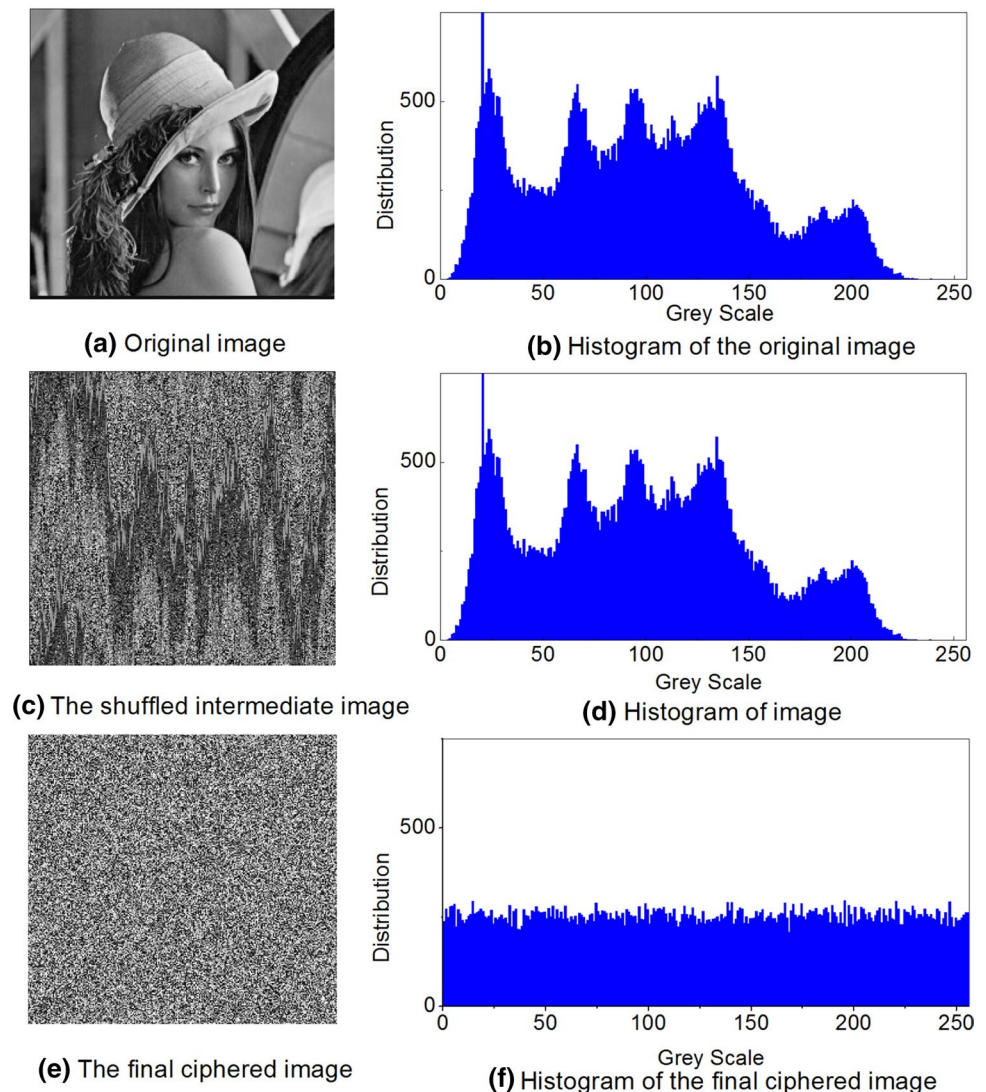 500
0
Distribution
0
50
100
150
200
250
Grey Scale
(a) Original image
(b) Histogram of the original image
500
0
Distribution
0
50
100
150
200
250
Grey Scale
(c) The shuffled intermediate image
(d) Histogram of image
500
0
Distribution
0
50
100
150
200
250
Grey Scale
(e) The final ciphered image
(f) Histogram of the final ciphered image